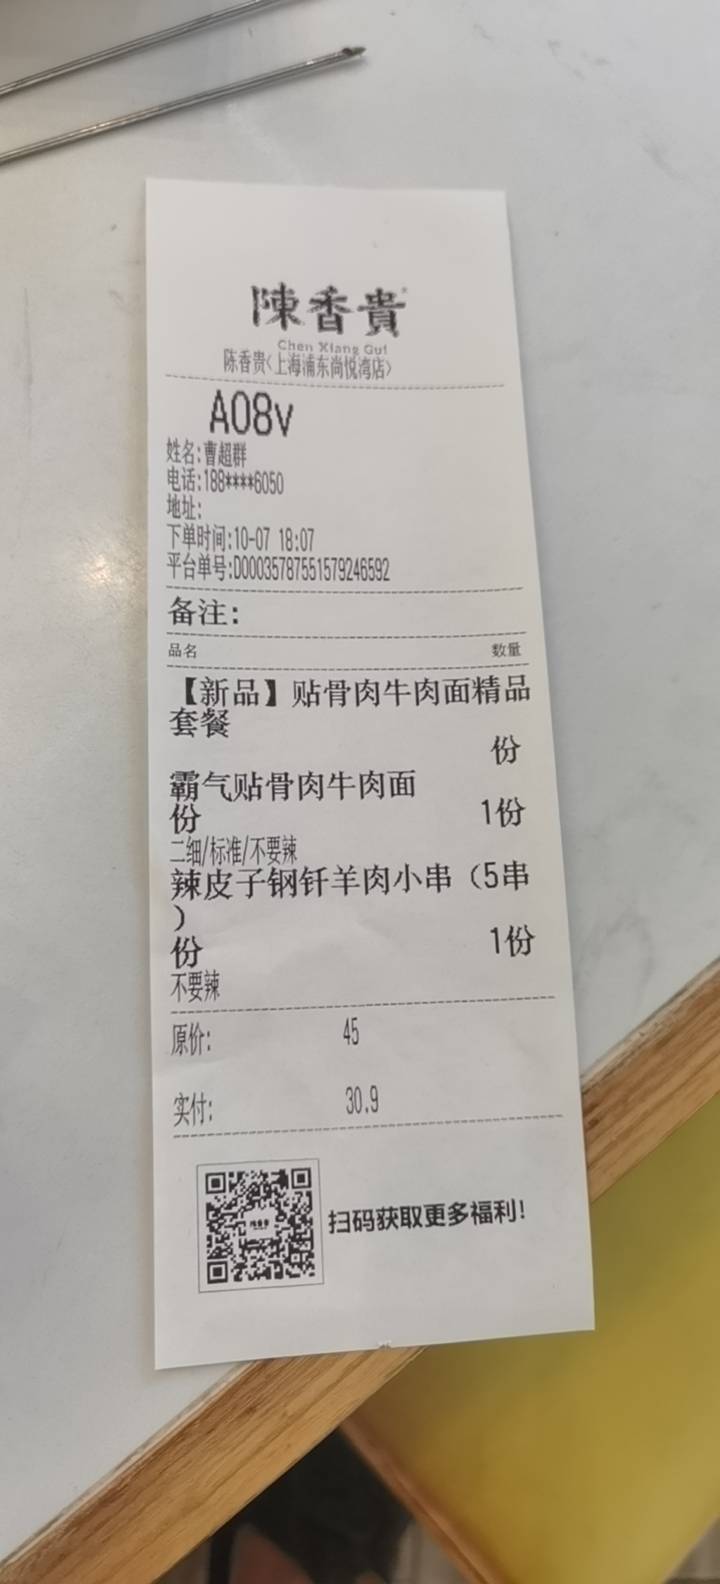 陳香貴
Chen Xiang Gui
陈香贵<上海浦东尚悦湾店>
A08v
姓名:曹超群
电话:188****6050
地址:
下单时间:10-07 18:07
平台单号:D00035787551579246592
备注:
品名 数量
【新品】贴骨肉牛肉面精品
套餐
份
霸气贴骨肉牛肉面
份 1份
二细/标准/不要辣
辣皮子钢钎羊肉小串（5串
）
份 1份
不要辣
原价: 45
实付: 30.9
扫码获取更多福利!